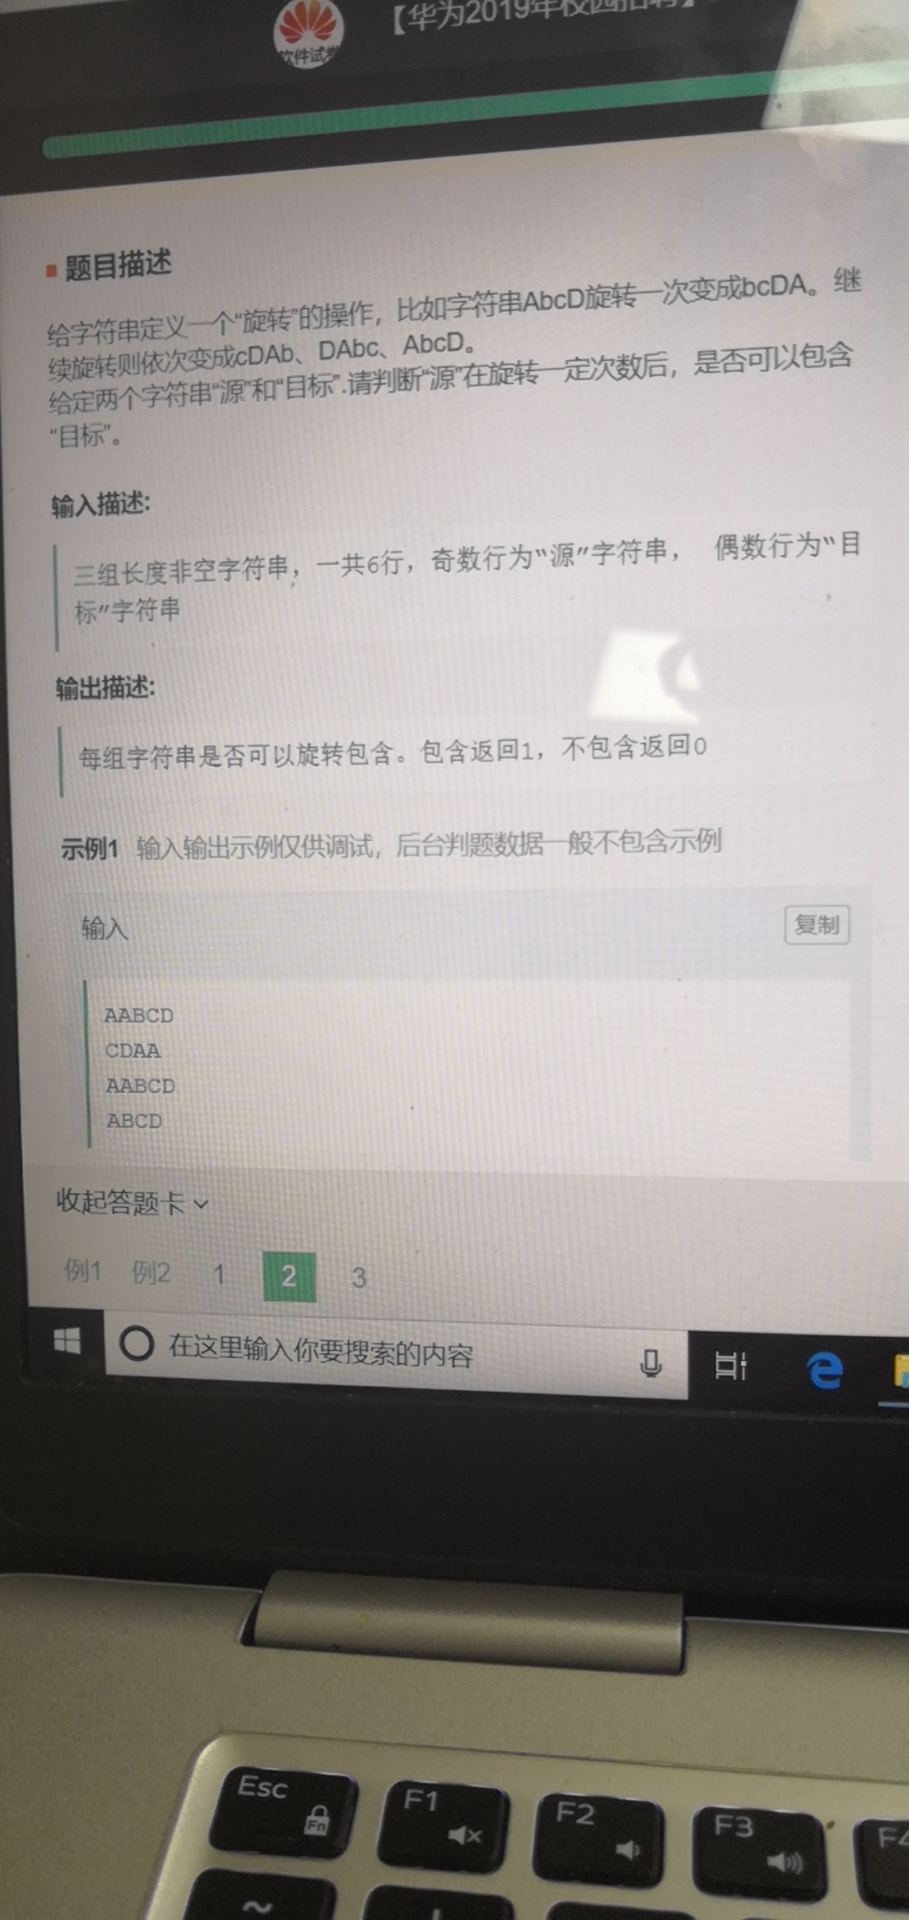 软件试卷
【华为2019年校园招聘】
题目描述
给字符串定义一个“旋转”的操作，比如字符串AbcD旋转一次变成bcDA。继
续旋转则依次变成cDAb、DAbc、AbcD。
给定两个字符串“源”和“目标”.请判断“源”在旋转一定次数后，是否可以包含
“目标”。
输入描述:
三组长度非空字符串，一共6行，奇数行为“源”字符串， 偶数行为“目
标”字符串
输出描述:
每组字符串是否可以旋转包含。包含返回1，不包含返回0
示例1 输入输出示例仅供调试，后台判题数据一般不包含示例
输入
复制
AABCD
CDAA
AABCD
ABCD
收起答题卡
例1 例2 1 2 3
在这里输入你要搜索的内容
Esc
Fn
F1
F2
F3
F4
~